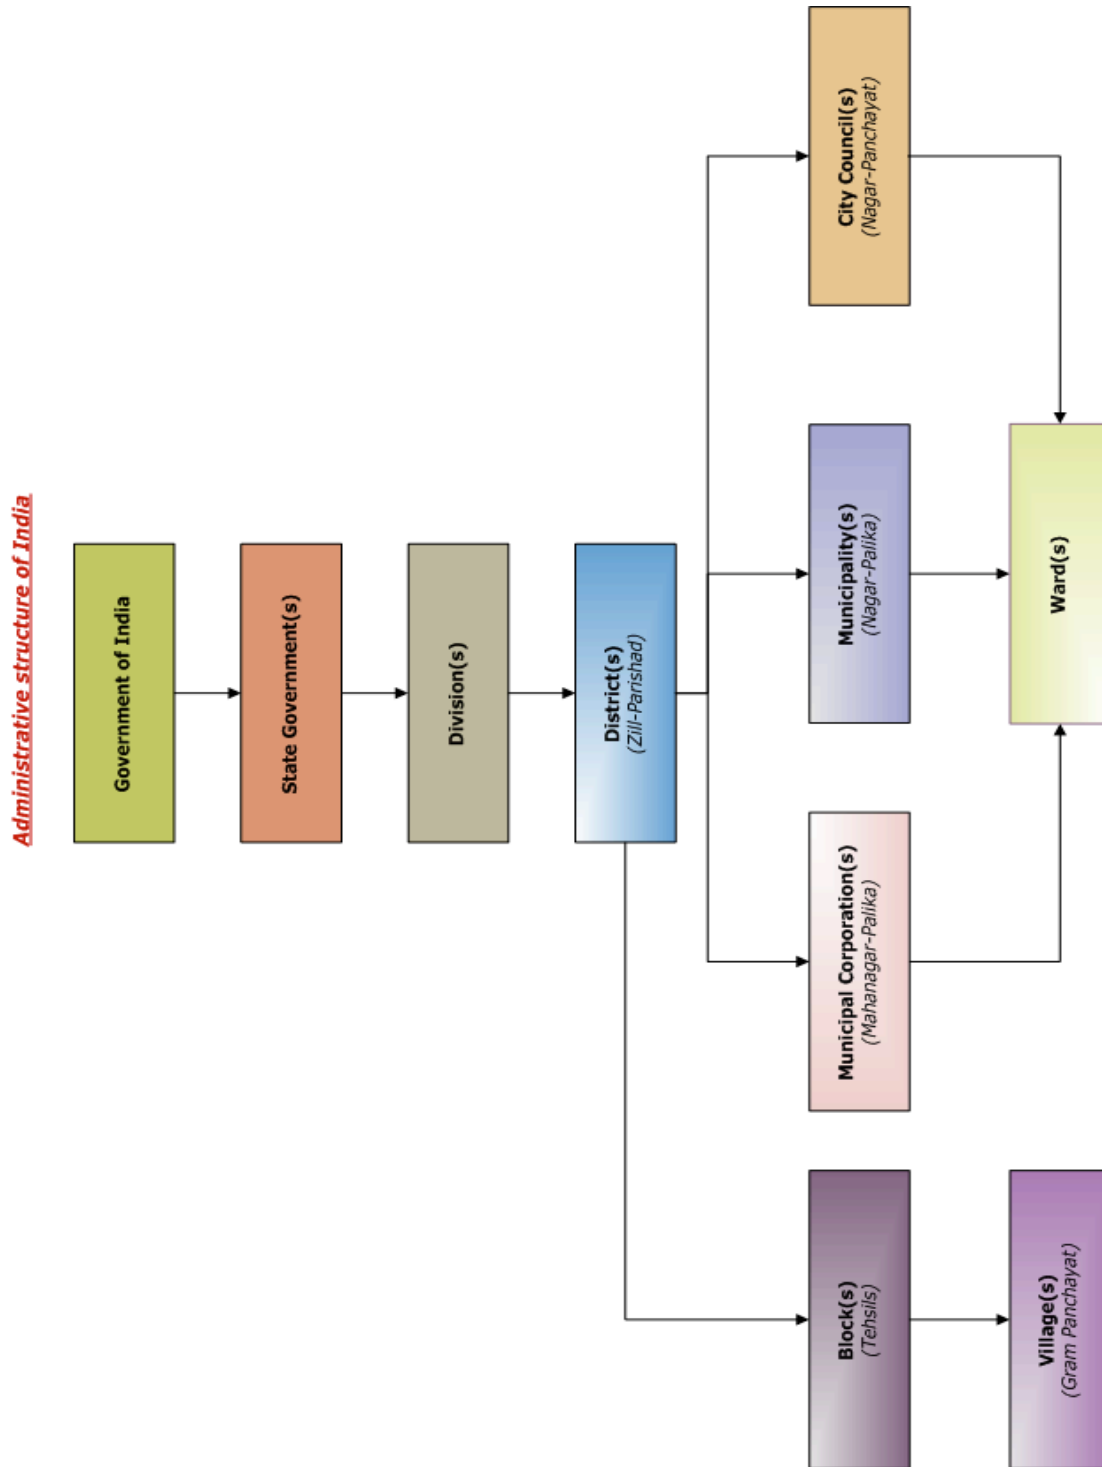 Administrative structure of India
Government of India
State Government(s)
Division(s)
District(s)
(Zill-Parishad)
Block(s)
(Tehsils)
Municipal Corporation(s)
(Mahanagar-Palika)
Municipality(s)
(Nagar-Palika)
City Council(s)
(Nagar-Panchayat)
Village(s)
(Gram Panchayat)
Ward(s)